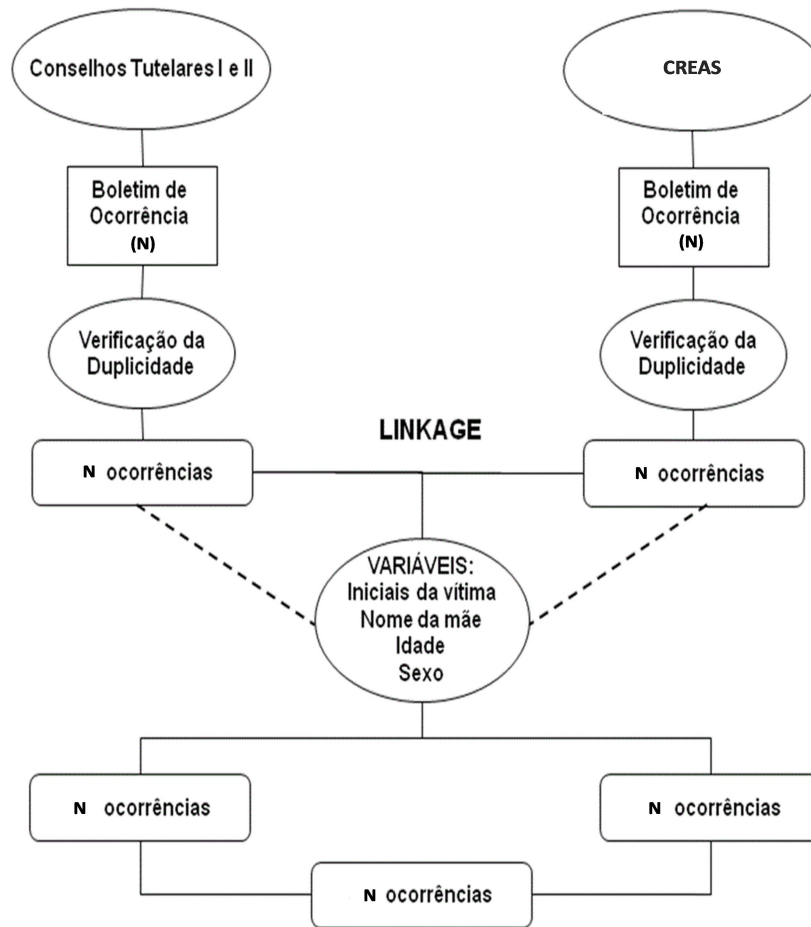 Conselhos Tutelares I e II
CREAS
Boletim de
Ocorrência
(N)
Boletim de
Ocorrência
(N)
Verificação da
Duplicidade
Verificação da
Duplicidade
LINKAGE
N ocorrências
N ocorrências
VARIÁVEIS:
Iniciais da vítima
Nome da mãe
Idade
Sexo
N ocorrências
N ocorrências
N ocorrências